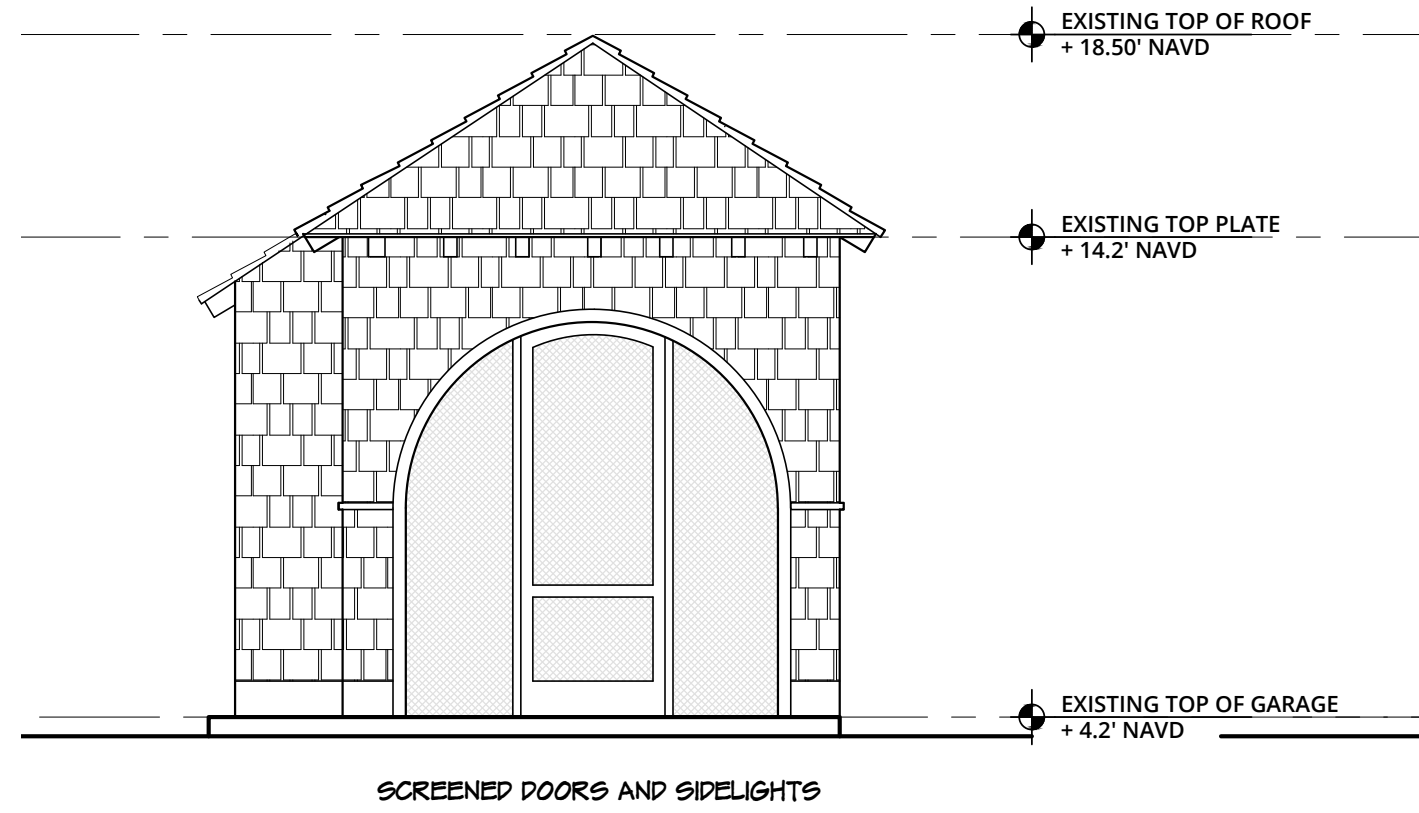 EXISTING TOP OF ROOF
+ 18.50' NAVD
EXISTING TOP PLATE
+ 14.2' NAVD
EXISTING TOP OF GARAGE
+ 4.2' NAVD
SCREENED DOORS AND SIDELIGHTS